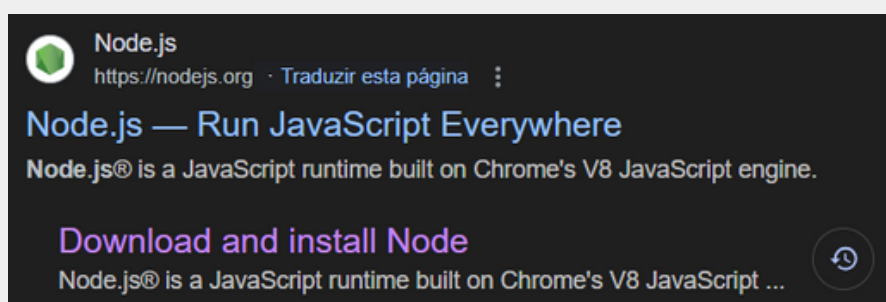 Node.js
https://nodejs.org · Traduzir esta página
Node.js — Run JavaScript Everywhere
Node.js® is a JavaScript runtime built on Chrome's V8 JavaScript engine.
Download and install Node
Node.js® is a JavaScript runtime built on Chrome's V8 JavaScript ...